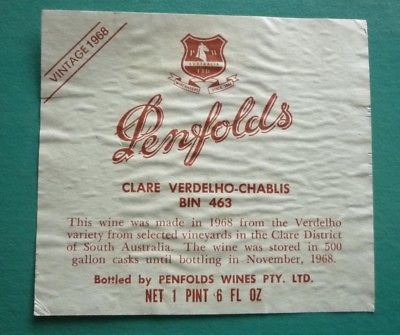 VINTAGE 1968
P W
AUSTRALIA
LTD
Penfolds
CLARE VERDELHO-CHABLIS
BIN 463
This wine was made in 1968 from the Verdelho
variety from selected vineyards in the Clare District
of South Australia. The wine was stored in 500
gallon casks until bottling in November, 1968.
Bottled by PENFOLDS WINES PTY. LTD.
NET 1 PINT 6 FL OZ